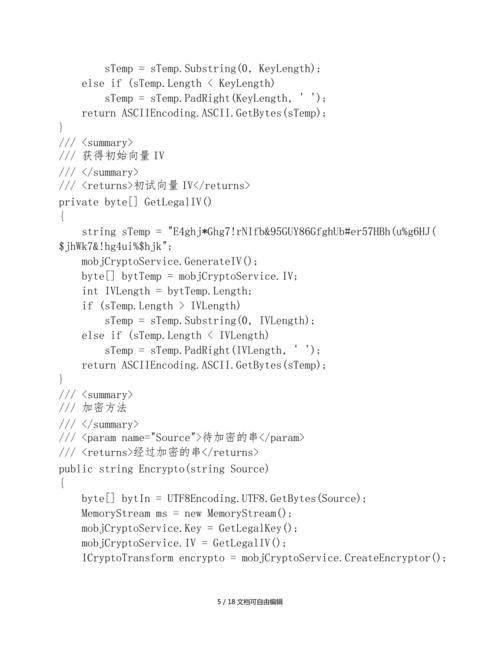 sTemp = sTemp.Substring(0, KeyLength);
else if (sTemp.Length < KeyLength)
sTemp = sTemp.PadRight(KeyLength, ' ');
return ASCIIEncoding.ASCII.GetBytes(sTemp);
}
/// <summary>
/// 获得初始向量 IV
/// </summary>
/// <returns>初试向量 IV</returns>
private byte[] GetLegalIV()
{
string sTemp = "E4ghj*Ghg7!rNIfb&95GUY86GfghUb#er57HBh(u%g6HJ(
$jhWk7&!hg4ui%$hjk";
mobjCryptoService.GenerateIV();
byte[] bytTemp = mobjCryptoService.IV;
int IVLength = bytTemp.Length;
if (sTemp.Length > IVLength)
sTemp = sTemp.Substring(0, IVLength);
else if (sTemp.Length < IVLength)
sTemp = sTemp.PadRight(IVLength, ' ');
return ASCIIEncoding.ASCII.GetBytes(sTemp);
}
/// <summary>
/// 加密方法
/// </summary>
/// <param name="Source">待加密的串</param>
/// <returns>经过加密的串</returns>
public string Encrypto(string Source)
{
byte[] bytIn = UTF8Encoding.UTF8.GetBytes(Source);
MemoryStream ms = new MemoryStream();
mobjCryptoService.Key = GetLegalKey();
mobjCryptoService.IV = GetLegalIV();
ICryptoTransform encrypto = mobjCryptoService.CreateEncryptor();
5 / 18文档可自由编辑